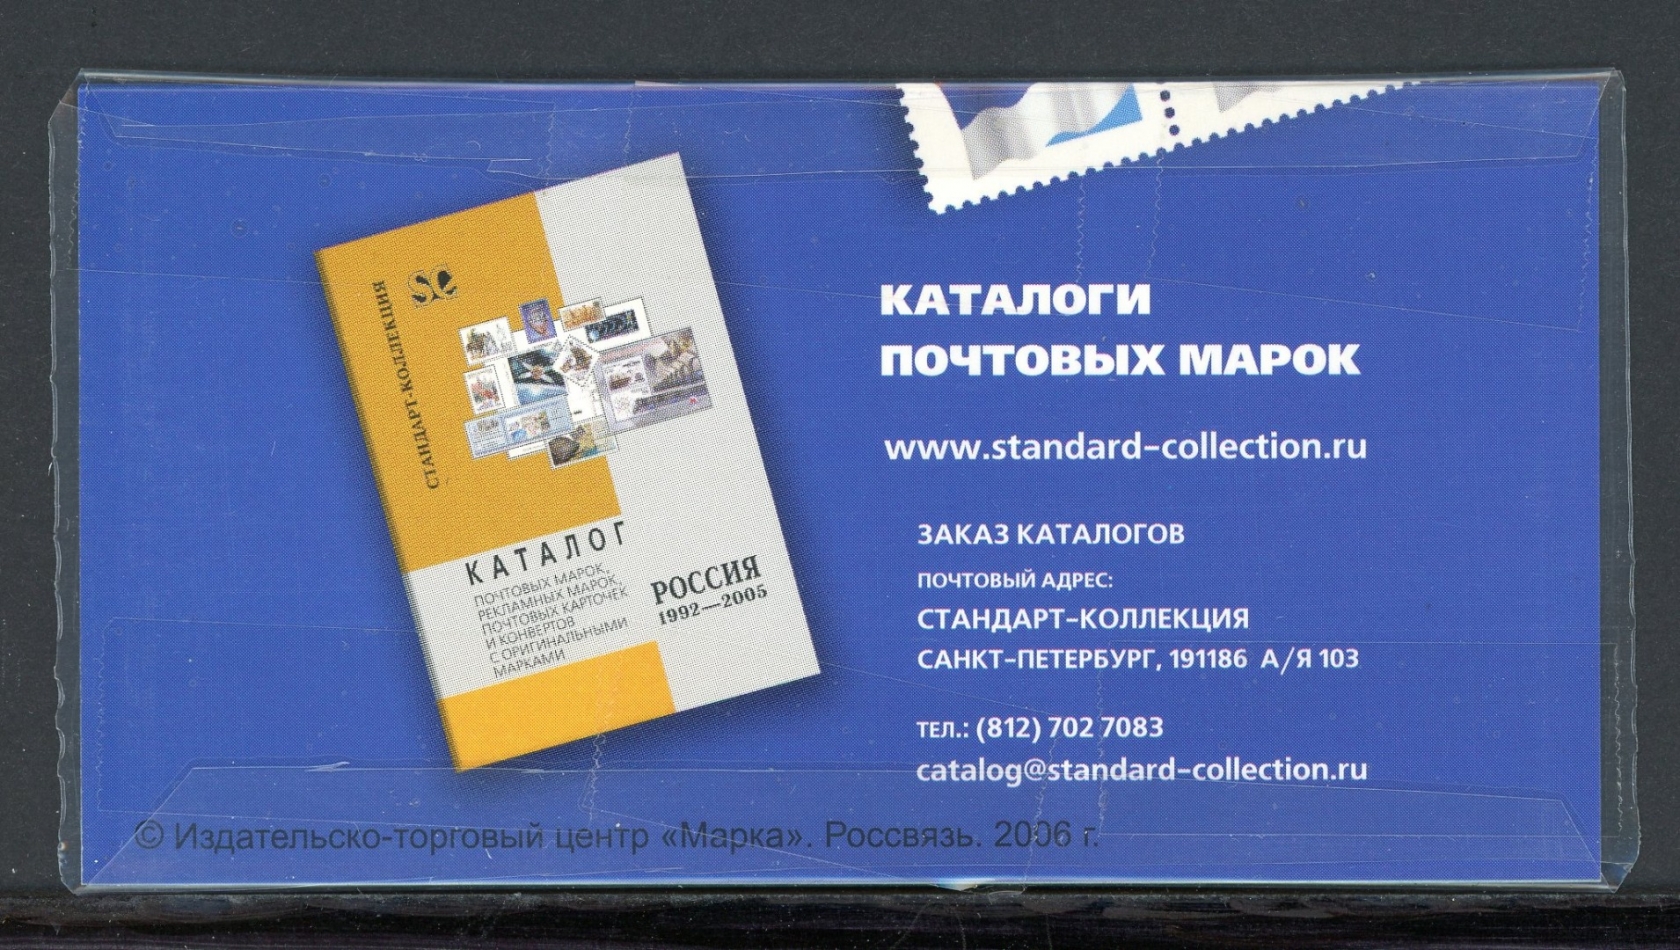 СТАНДАРТ-КОЛЛЕКЦИЯ
sc
КАТАЛОГ
ПОЧТОВЫХ МАРОК,
РЕКЛАМНЫХ МАРОК,
ПОЧТОВЫХ КАРТОЧЕК
И КОНВЕРТОВ
С ОРИГИНАЛЬНЫМИ
МАРКАМИ
РОССИЯ
1992—2005
КАТАЛОГИ
ПОЧТОВЫХ МАРОК
www.standard-collection.ru
ЗАКАЗ КАТАЛОГОВ
ПОЧТОВЫЙ АДРЕС:
СТАНДАРТ-КОЛЛЕКЦИЯ
САНКТ-ПЕТЕРБУРГ, 191186 А/Я 103
ТЕЛ.: (812) 702 7083
catalog@standard-collection.ru
© Издательско-торговый центр «Марка». Россвязь. 2006 г.